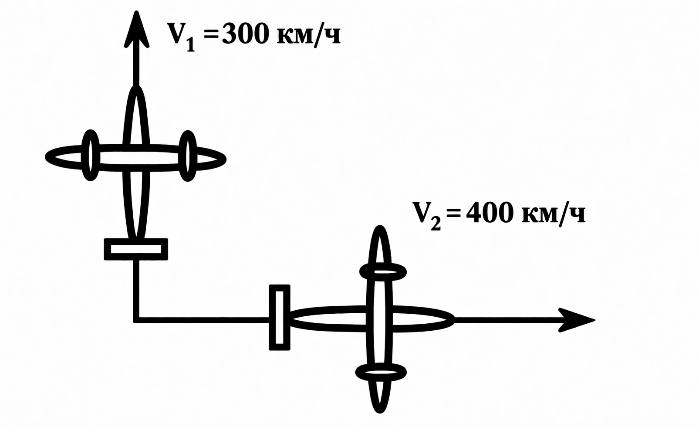 V₁ = 300 км/ч
V₂ = 400 км/ч